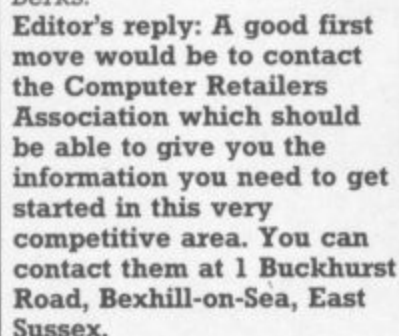 Berks.
Editor's reply: A good first
move would be to contact
the Computer Retailers
Association which should
be able to give you the
information you need to get
started in this very
competitive area. You can
contact them at 1 Buckhurst
Road, Bexhill-on-Sea, East
Sussex.